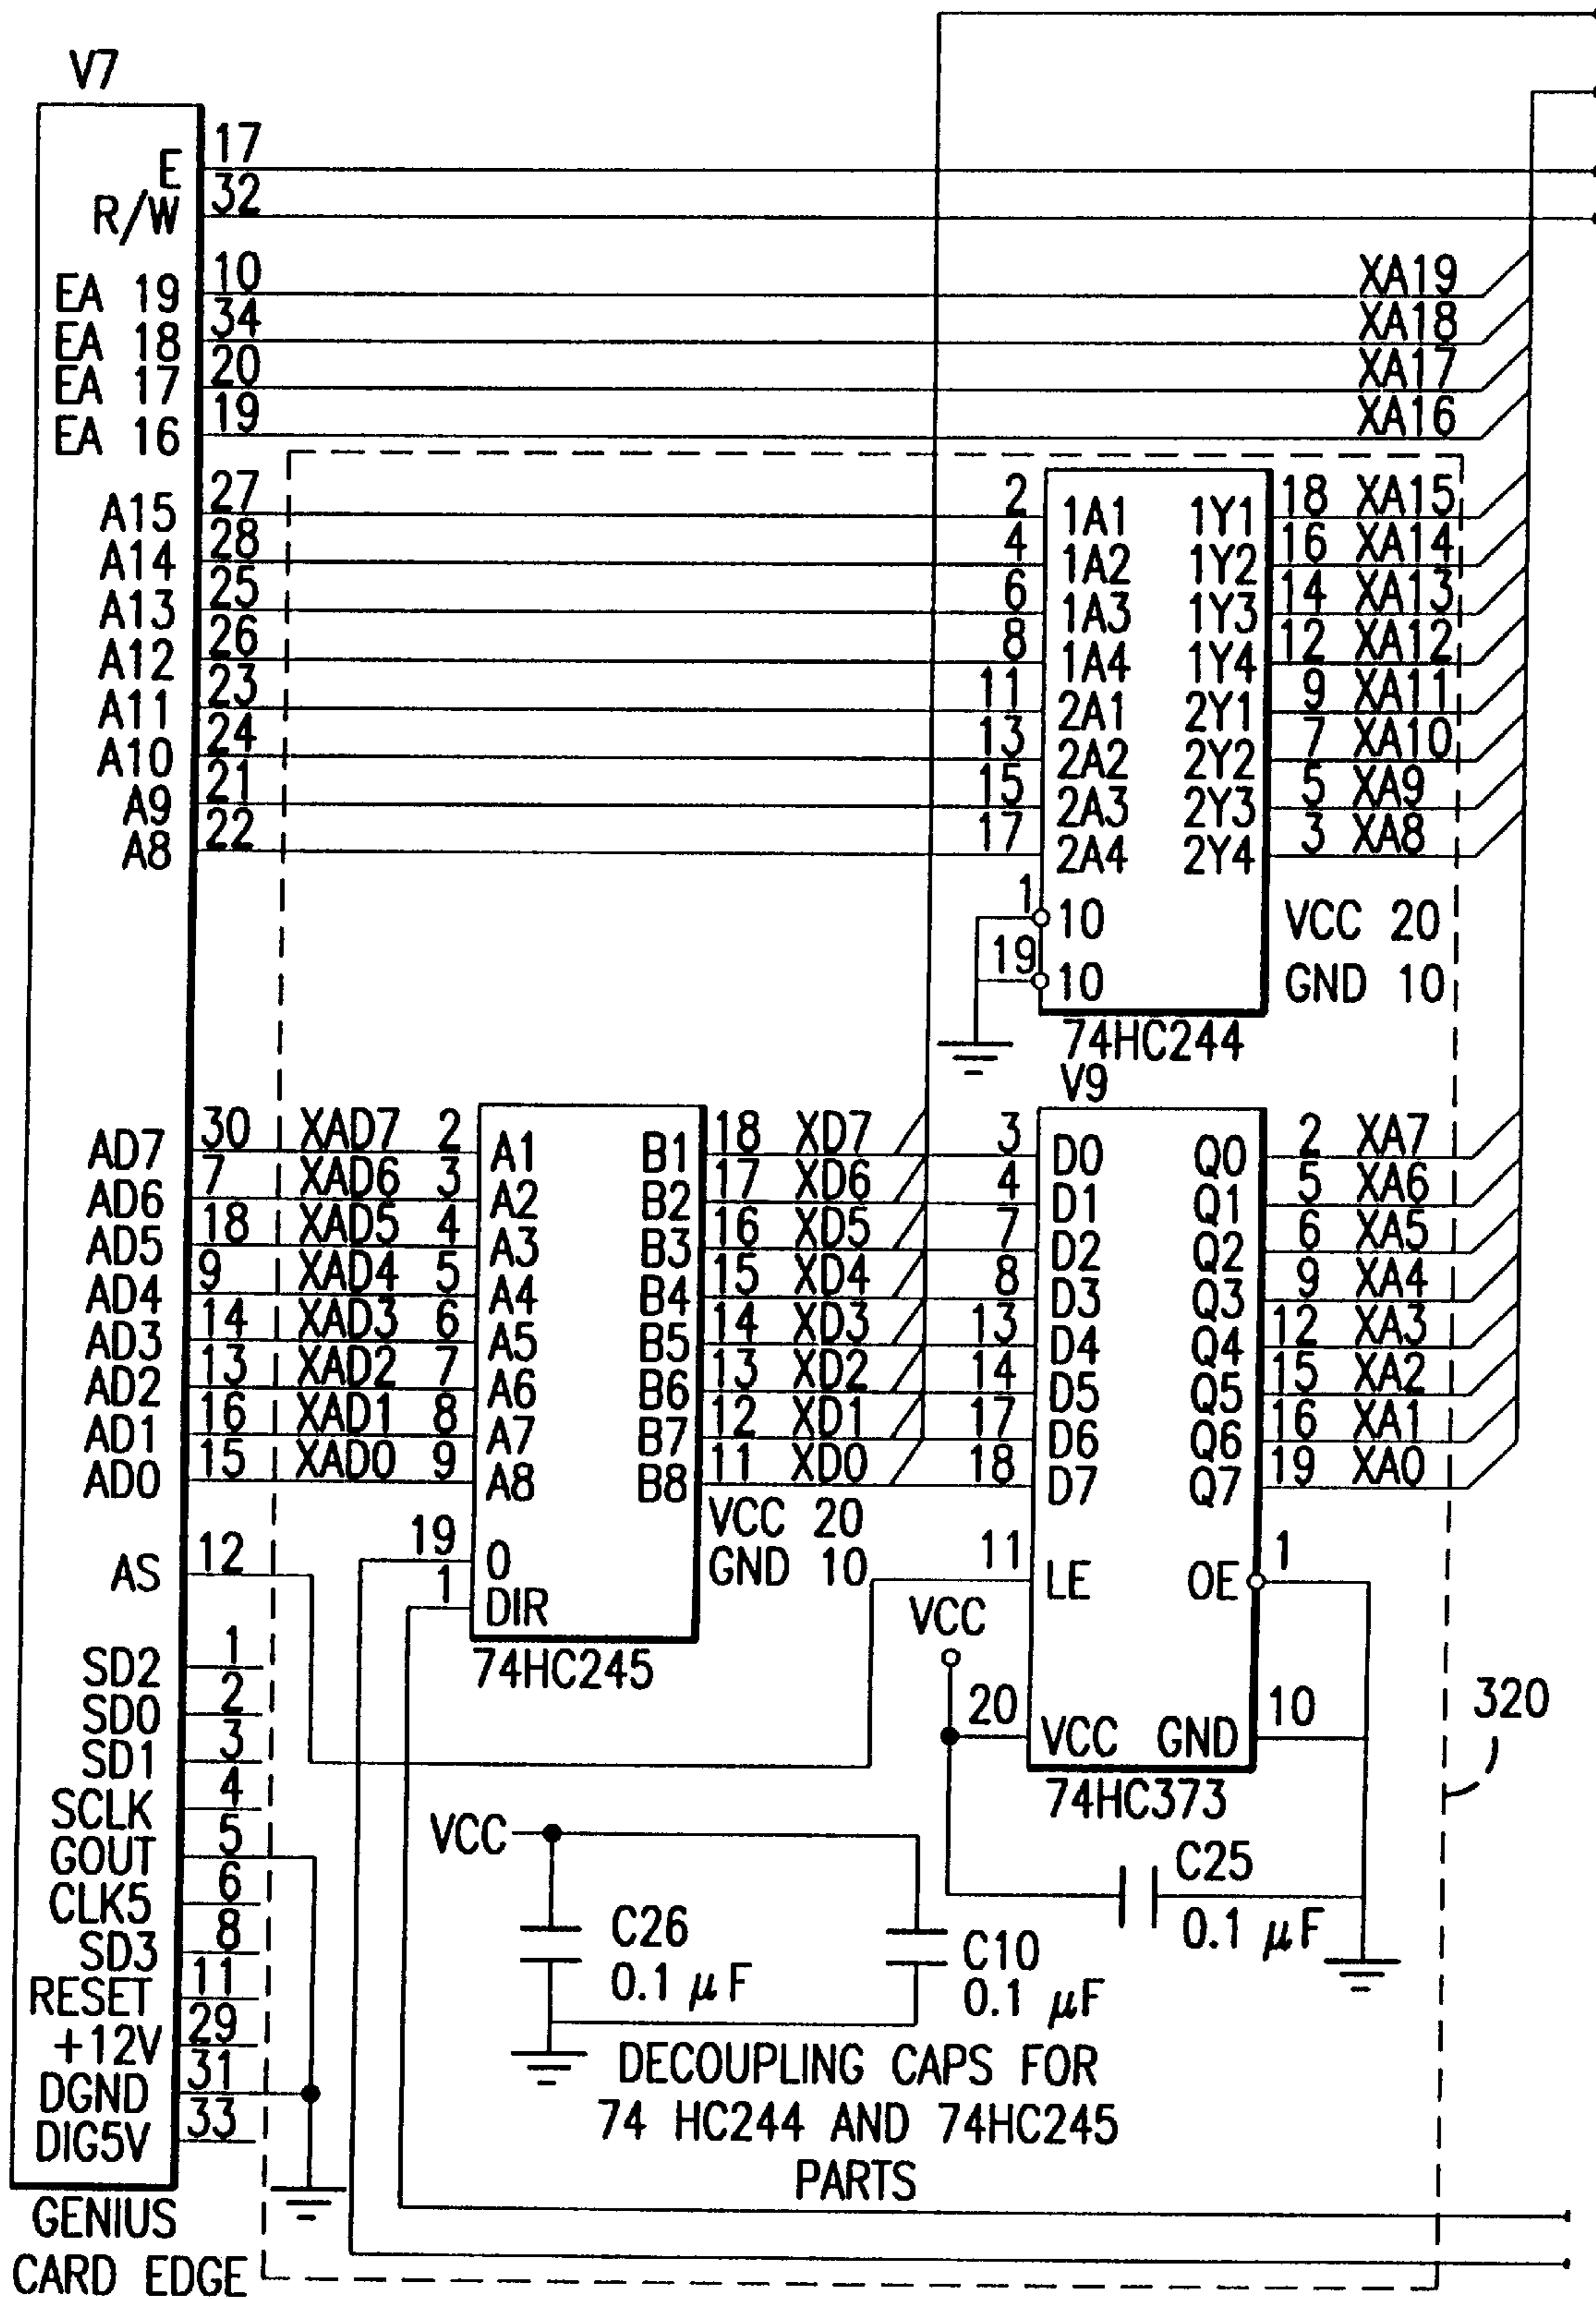 V7
E 17
R/W 32
EA 19 10 XA19
EA 18 34 XA18
EA 17 20 XA17
EA 16 19 XA16
A15 27 2 1A1 1Y1 18 XA15
A14 28 4 1A2 1Y2 16 XA14
A13 25 6 1A3 1Y3 14 XA13
A12 26 8 1A4 1Y4 12 XA12
A11 23 11 2A1 2Y1 9 XA11
A10 24 13 2A2 2Y2 7 XA10
A9 21 15 2A3 2Y3 5 XA9
A8 22 17 2A4 2Y4 3 XA8
1 10 VCC 20
19 10 GND 10
74HC244
V9
AD7 30 XAD7 2 A1 B1 18 XD7 3 D0 Q0 2 XA7
AD6 7 XAD6 3 A2 B2 17 XD6 4 D1 Q1 5 XA6
AD5 18 XAD5 4 A3 B3 16 XD5 7 D2 Q2 6 XA5
AD4 9 XAD4 5 A4 B4 15 XD4 8 D3 Q3 9 XA4
AD3 14 XAD3 6 A5 B5 14 XD3 13 D4 Q4 12 XA3
AD2 13 XAD2 7 A6 B6 13 XD2 14 D5 Q5 15 XA2
AD1 16 XAD1 8 A7 B7 12 XD1 17 D6 Q6 16 XA1
AD0 15 XAD0 9 A8 B8 11 XD0 18 D7 Q7 19 XA0
VCC 20
AS 12 19 0 GND 10 11 LE OE 1
1 DIR VCC
74HC245
SD2 1
SD0 2 20 VCC GND 10 320
SD1 3
74HC373
SCLK 4
GOUT 5 VCC C25
CLK5 6 0.1 μF
SD3 8 C26 C10
RESET 11 0.1 μF 0.1 μF
+12V 29
DGND 31 DECOUPLING CAPS FOR
DIG5V 33 74 HC244 AND 74HC245
PARTS
GENIUS
CARD EDGE